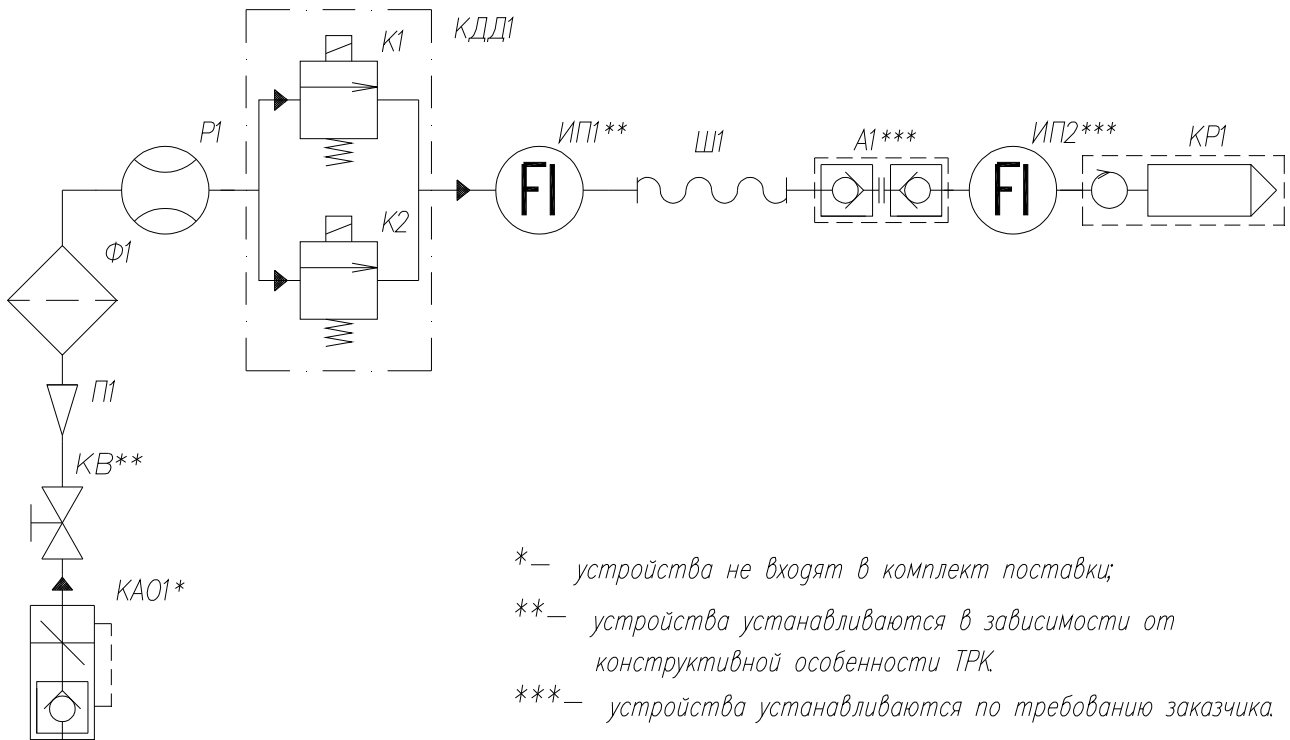 К1
КДД1
Р1
ИП1**
Ш1
А1***
ИП2***
КР1
FI
FI
К2
Ф1
П1
КВ**
КАО1*
*— устройства не входят в комплект поставки;
**— устройства устанавливаются в зависимости от
конструктивной особенности ТРК.
***— устройства устанавливаются по требованию заказчика.